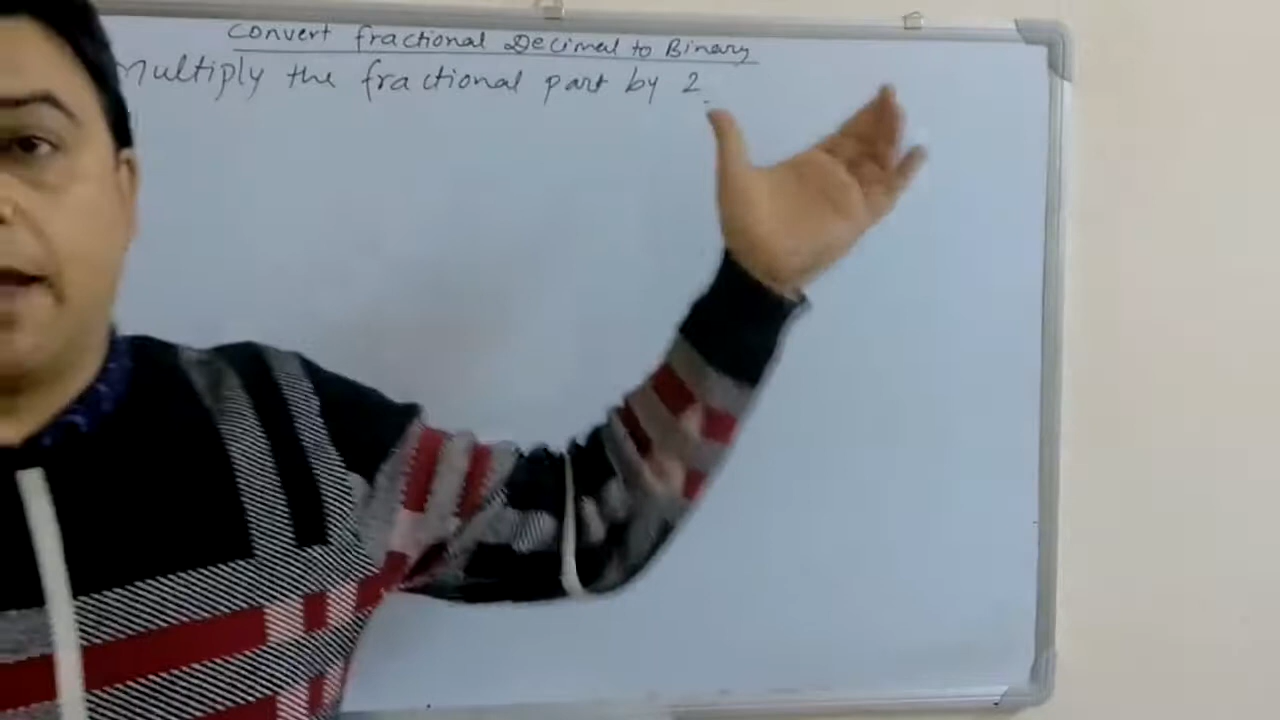 Convert fractional Decimal to Binary
Multiply the fractional part by 2.